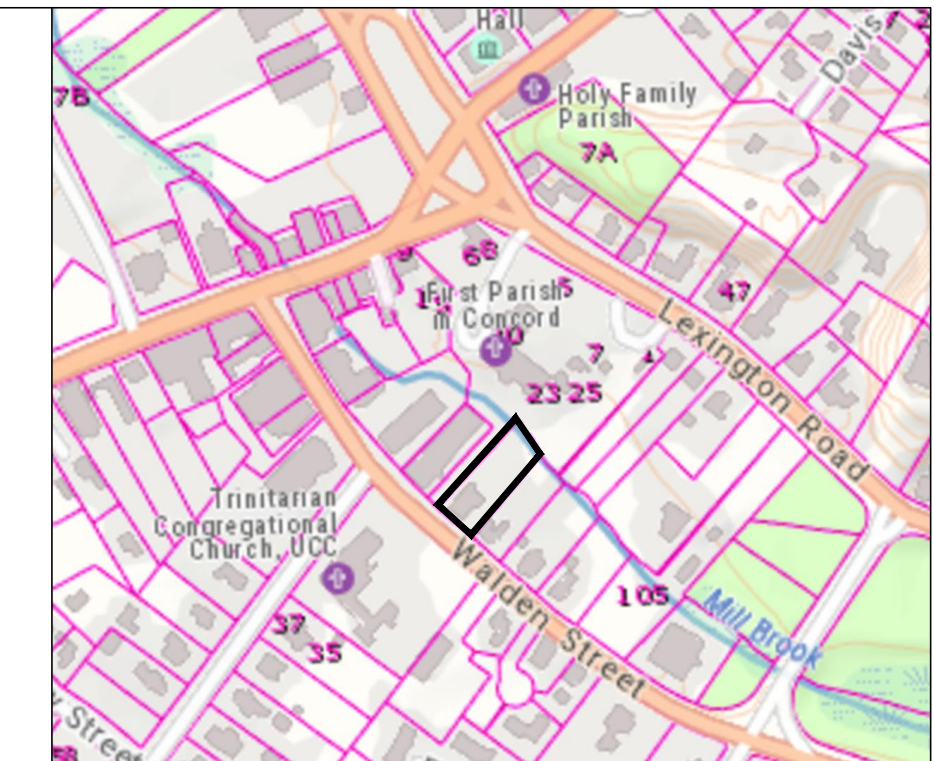 Hall
Davis
7B
Holy Family
Parish
7A
9
6B
47
5
First Parish
in Concord
7
23 25
Lexington Road
Trinitarian
Congregational
Church, UCC
Walden Street
105
Mill Brook
37
35
y Street